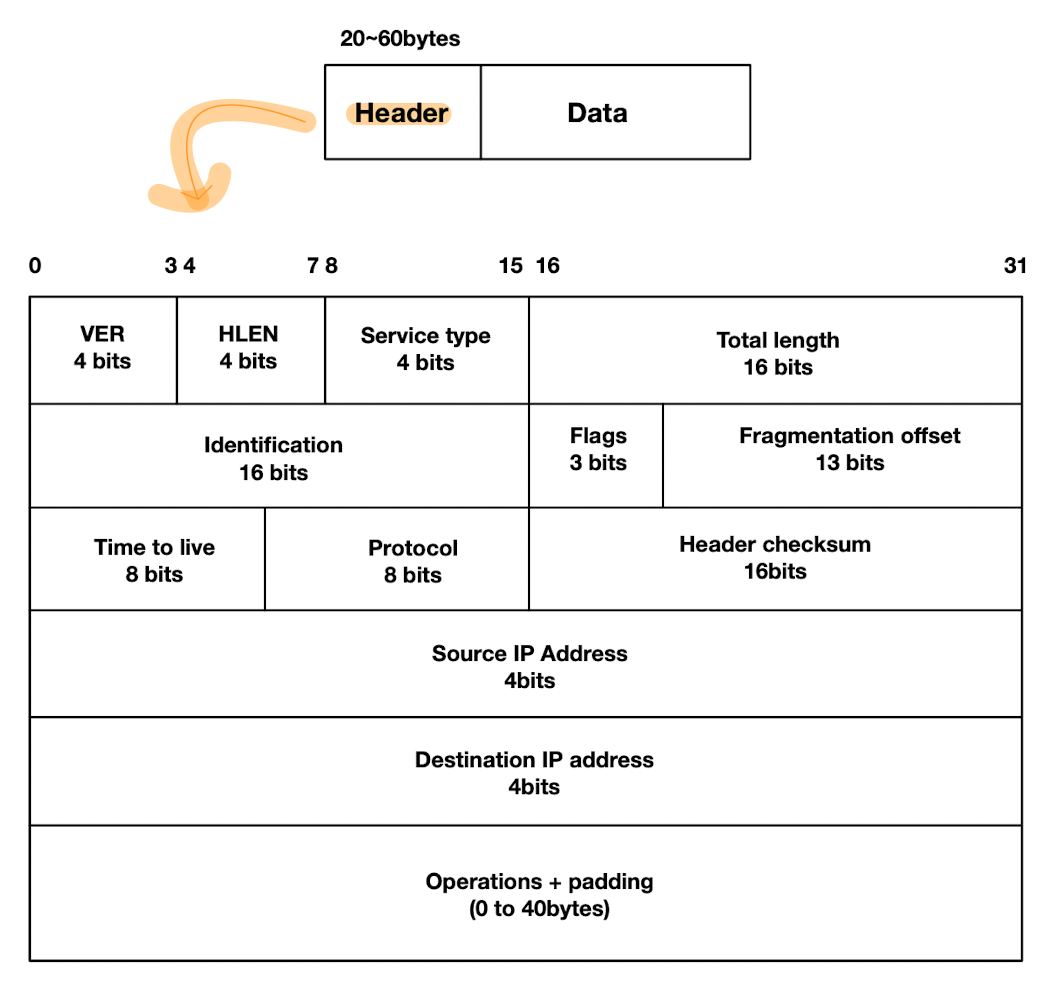 20~60bytes
Header
Data
0 3 4 7 8 15 16 31
VER
4 bits
HLEN
4 bits
Service type
4 bits
Total length
16 bits
Identification
16 bits
Flags
3 bits
Fragmentation offset
13 bits
Time to live
8 bits
Protocol
8 bits
Header checksum
16bits
Source IP Address
4bits
Destination IP address
4bits
Operations + padding
(0 to 40bytes)